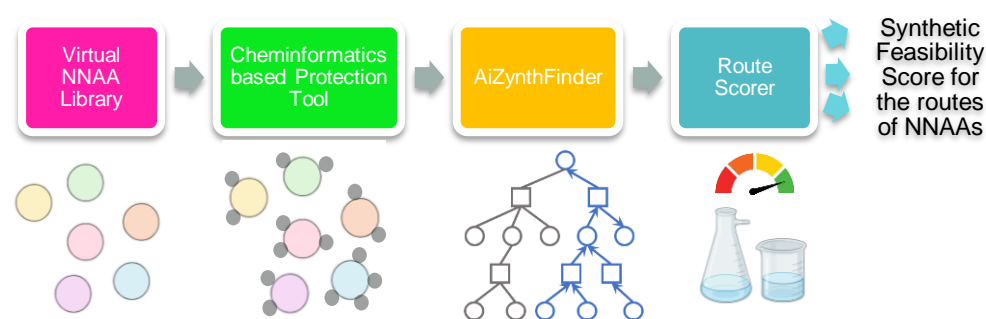 Virtual
NNAA
Library
Cheminformatics
based Protection
Tool
AiZynthFinder
Route
Scorer
Synthetic
Feasibility
Score for
the routes
of NNAAs